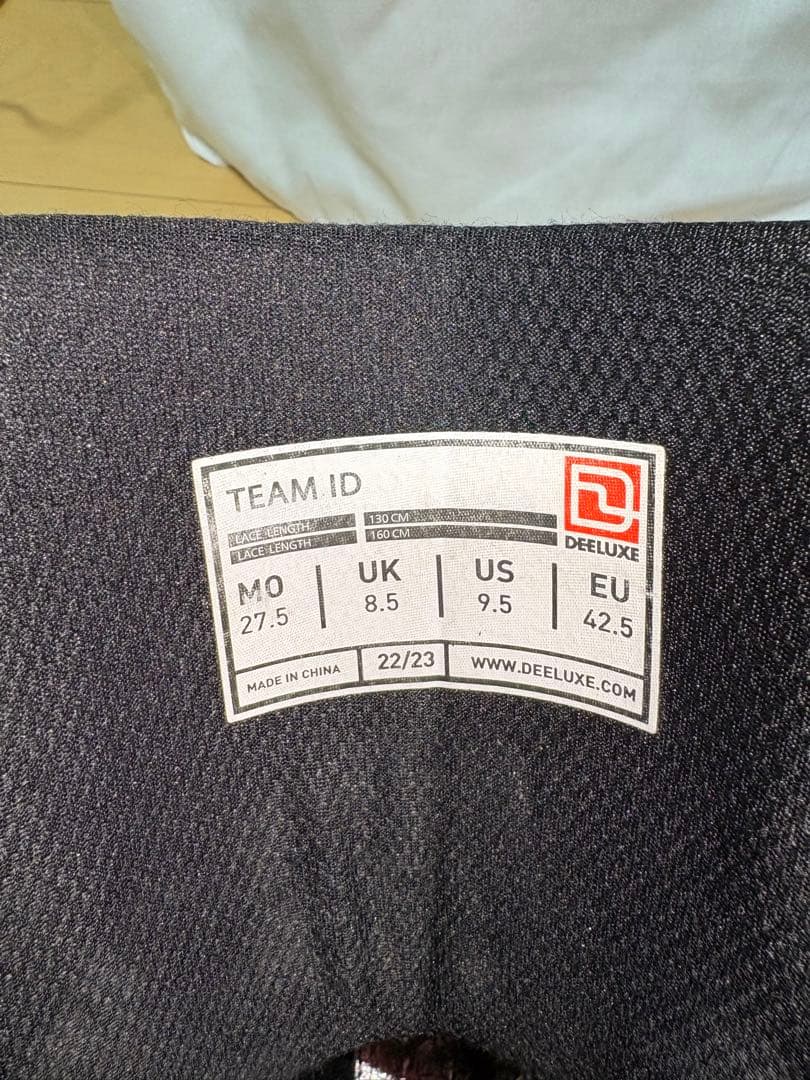 TEAM ID
DEELUXE
LACE LENGTH 130 CM
LACE LENGTH 160 CM
MO UK US EU
27.5 8.5 9.5 42.5
MADE IN CHINA 22/23 WWW.DEELUXE.COM